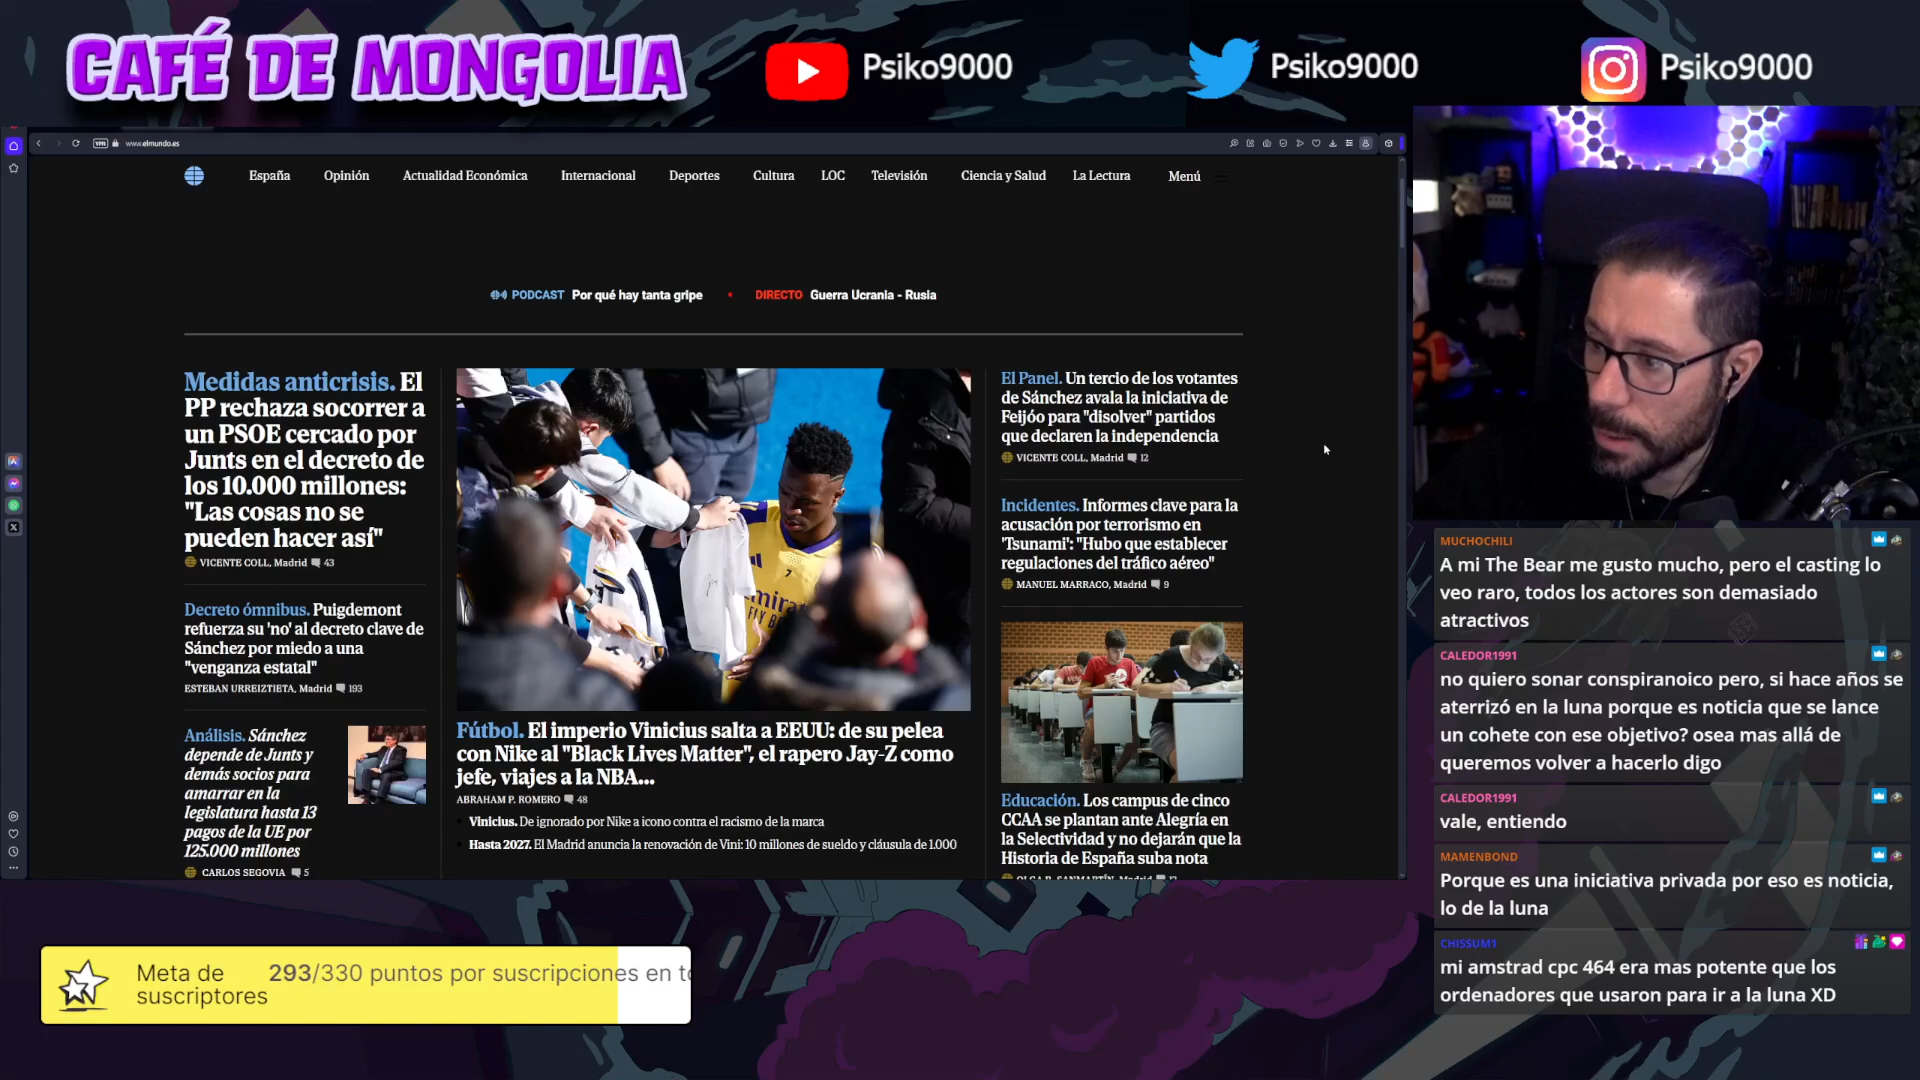 CAFÉ DE MONGOLIA
Psiko9000
Psiko9000
Psiko9000
VPN
www.elmundo.es
España
Opinión
Actualidad Económica
Internacional
Deportes
Cultura
LOC
Televisión
Ciencia y Salud
La Lectura
Menú
PODCAST Por qué hay tanta gripe
DIRECTO Guerra Ucrania - Rusia
Medidas anticrisis. El
PP rechaza socorrer a
un PSOE cercado por
Junts en el decreto de
los 10.000 millones:
"Las cosas no se
pueden hacer así"
VICENTE COLL, Madrid 43
Decreto ómnibus. Puigdemont
refuerza su 'no' al decreto clave de
Sánchez por miedo a una
"venganza estatal"
ESTEBAN URREIZTIETA, Madrid 193
Análisis. Sánchez
depende de Junts y
demás socios para
amarrar en la
legislatura hasta 13
pagos de la UE por
125.000 millones
CARLOS SEGOVIA 5
7
FLY
Fútbol. El imperio Vinicius salta a EEUU: de su pelea
con Nike al "Black Lives Matter", el rapero Jay-Z como
jefe, viajes a la NBA...
ABRAHAM P. ROMERO 48
Vinicius. De ignorado por Nike a icono contra el racismo de la marca
Hasta 2027. El Madrid anuncia la renovación de Vini: 10 millones de sueldo y cláusula de 1.000
El Panel. Un tercio de los votantes
de Sánchez avala la iniciativa de
Feijóo para "disolver" partidos
que declaren la independencia
VICENTE COLL, Madrid 12
Incidentes. Informes clave para la
acusación por terrorismo en
'Tsunami': "Hubo que establecer
regulaciones del tráfico aéreo"
MANUEL MARRACO, Madrid 9
Educación. Los campus de cinco
CCAA se plantan ante Alegría en
la Selectividad y no dejarán que la
Historia de España suba nota
OLGA R. SANMARTÍN, Madrid
MUCHOCHILI
A mi The Bear me gusto mucho, pero el casting lo
veo raro, todos los actores son demasiado
atractivos
CALEDOR1991
no quiero sonar conspiranoico pero, si hace años se
aterrizó en la luna porque es noticia que se lance
un cohete con ese objetivo? osea mas allá de
queremos volver a hacerlo digo
CALEDOR1991
vale, entiendo
MAMENBOND
Porque es una iniciativa privada por eso es noticia,
lo de la luna
CHISSUM1
mi amstrad cpc 464 era mas potente que los
ordenadores que usaron para ir a la luna XD
Meta de
suscriptores
293/330 puntos por suscripciones en to